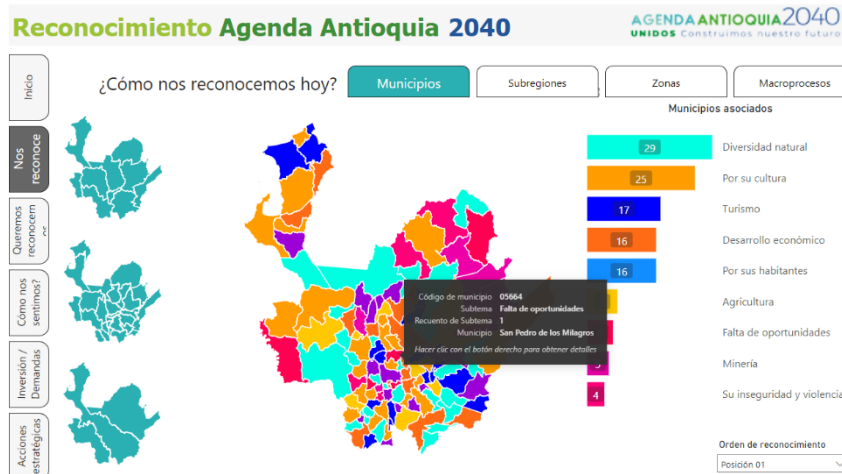 Reconocimiento Agenda Antioquia 2040
AGENDA ANTIOQUIA 2040
UNIDOS Construimos nuestro futuro
Inicio
Nos
reconoce
Queremos
reconocern
os
Cómo nos
sentimos?
Inversión /
Demandas
Acciones
estratégicas
¿Cómo nos reconocemos hoy?
Municipios
Subregiones
Zonas
Macroprocesos
Municipios asociados
29 Diversidad natural
25 Por su cultura
17 Turismo
16 Desarrollo económico
16 Por sus habitantes
Agricultura
Falta de oportunidades
Minería
4 Su inseguridad y violencia
Código de municipio 05664
Subtema Falta de oportunidades
Recuento de Subtema 1
Municipio San Pedro de los Milagros
Hacer clic con el botón derecho para obtener detalles
Orden de reconocimiento
Posición 01